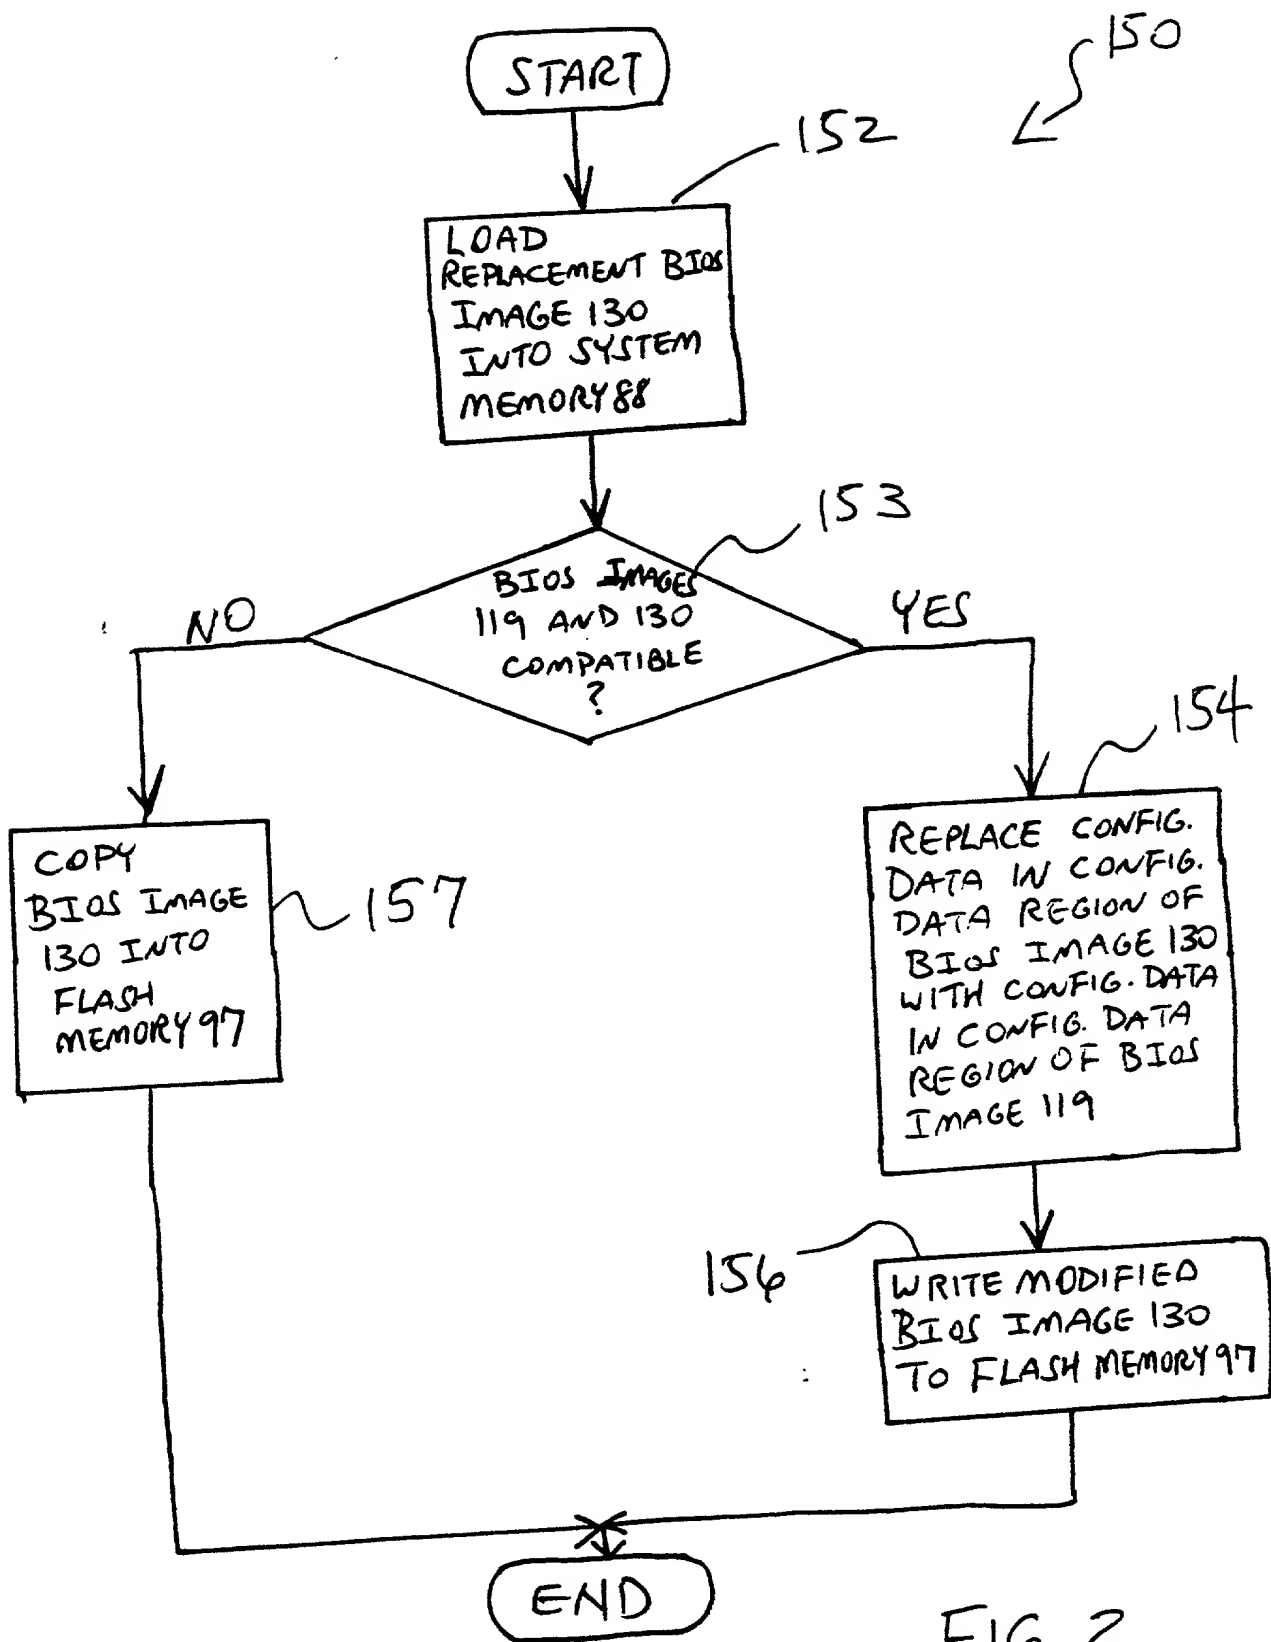 150
START
152
LOAD
REPLACEMENT BIOS
IMAGE 130
INTO SYSTEM
MEMORY 88
153
BIOS IMAGES
119 AND 130
COMPATIBLE
?
NO
YES
154
COPY
BIOS IMAGE
130 INTO
FLASH
MEMORY 97
157
REPLACE CONFIG.
DATA IN CONFIG.
DATA REGION OF
BIOS IMAGE 130
WITH CONFIG. DATA
IN CONFIG. DATA
REGION OF BIOS
IMAGE 119
156
WRITE MODIFIED
BIOS IMAGE 130
TO FLASH MEMORY 97
END
FIG. 2